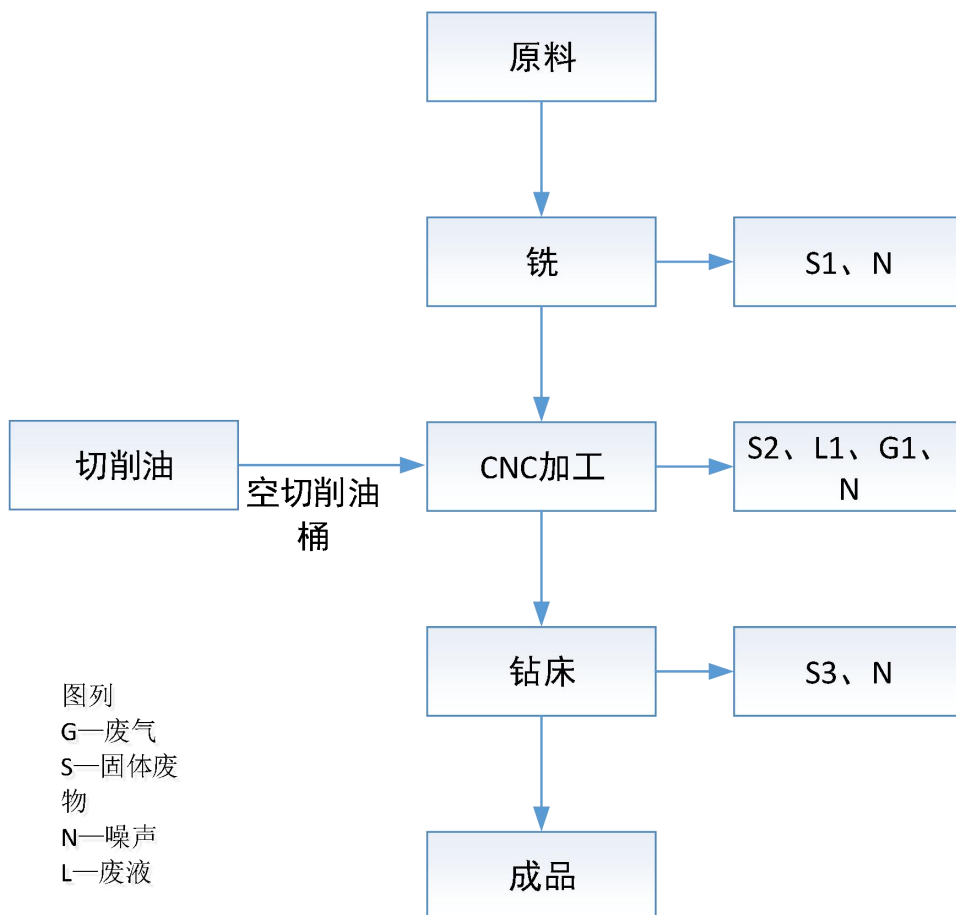 原料
铣
S1、N
切削油
空切削油
桶
CNC加工
S2、L1、G1、
N
钻床
S3、N
图列
G—废气
S—固体废
物
N—噪声
L—废液
成品